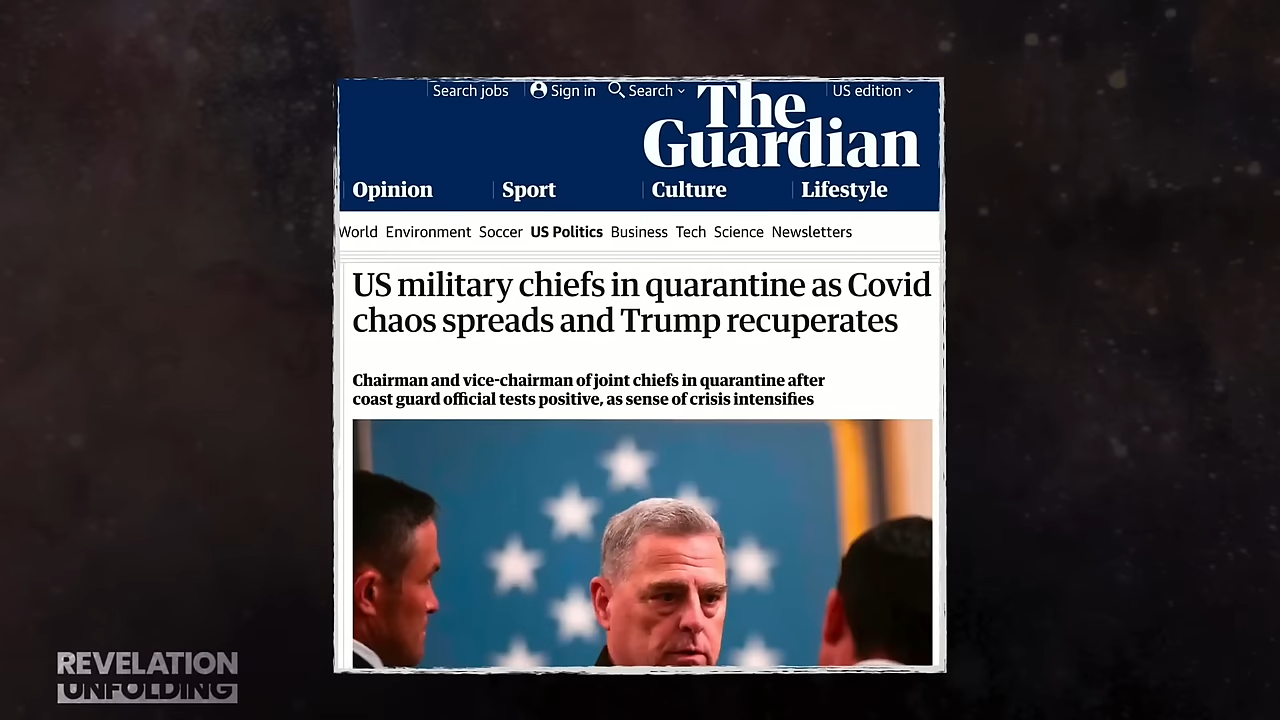 Search jobs Sign in Search US edition
The
Guardian
Opinion Sport Culture Lifestyle
World Environment Soccer US Politics Business Tech Science Newsletters
US military chiefs in quarantine as Covid
chaos spreads and Trump recuperates
Chairman and vice-chairman of joint chiefs in quarantine after
coast guard official tests positive, as sense of crisis intensifies
REVELATION
UNFOLDING